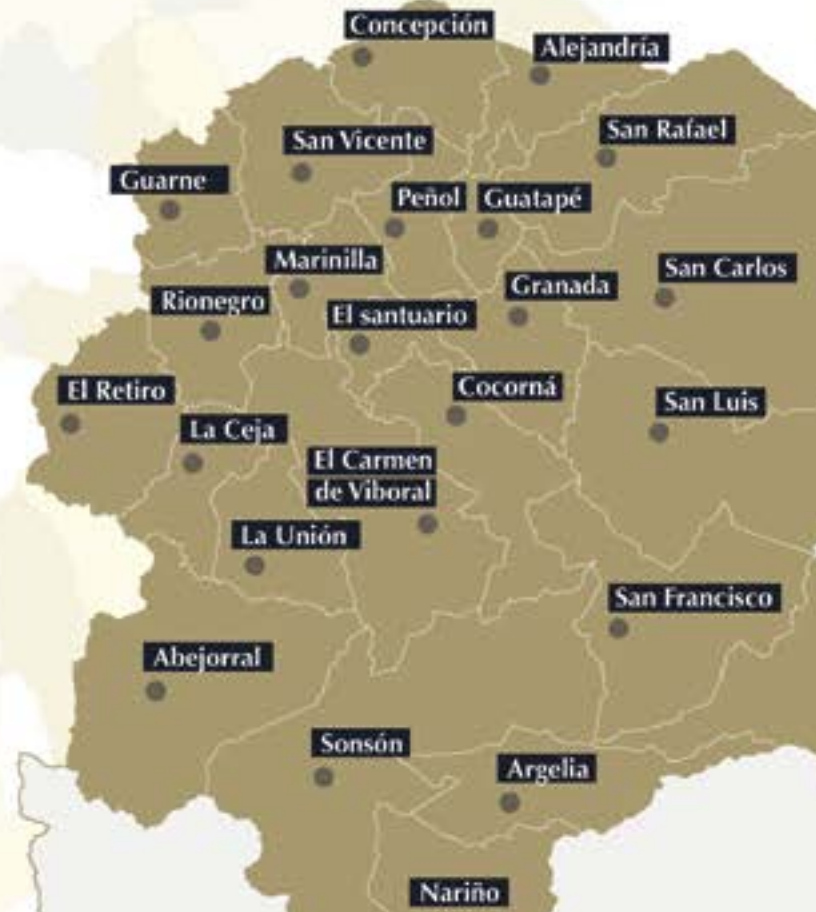 Concepción
Alejandría
San Rafael
San Vicente
Guarne
Peñol
Guatapé
Marinilla
San Carlos
Rionegro
Granada
El santuario
El Retiro
Cocorná
La Ceja
San Luis
El Carmen
de Viboral
La Unión
San Francisco
Abejorral
Sonsón
Argelia
Nariño